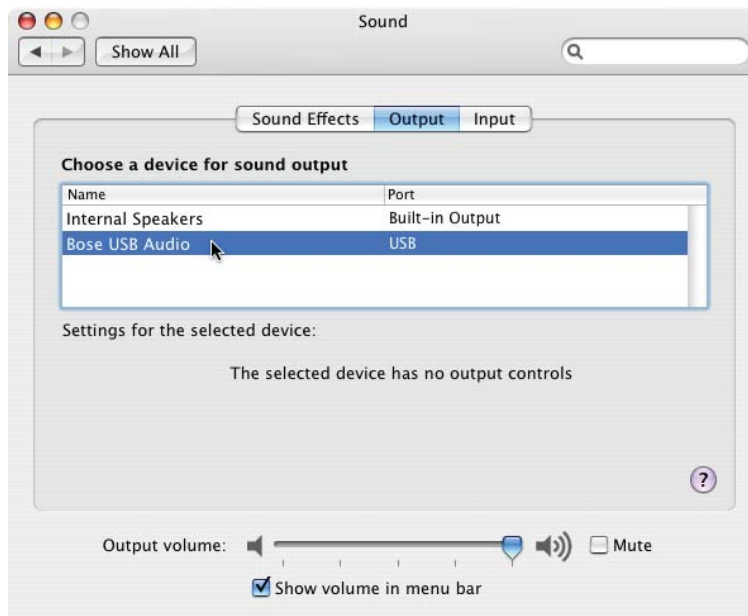 Sound
Show All
Sound Effects Output Input
Choose a device for sound output
Name Port
Internal Speakers Built-in Output
Bose USB Audio USB
Settings for the selected device:
The selected device has no output controls
?
Output volume: Mute
Show volume in menu bar